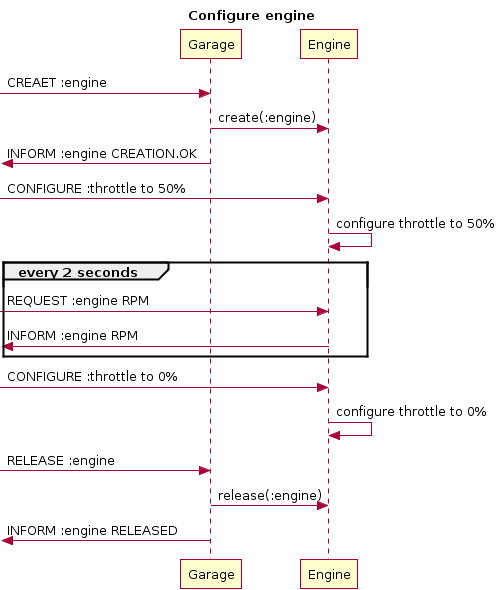 Configure engine
Garage Engine
CREAET :engine
create(:engine)
INFORM :engine CREATION.OK
CONFIGURE :throttle to 50%
configure throttle to 50%
every 2 seconds
REQUEST :engine RPM
INFORM :engine RPM
CONFIGURE :throttle to 0%
configure throttle to 0%
RELEASE :engine
release(:engine)
INFORM :engine RELEASED
Garage Engine